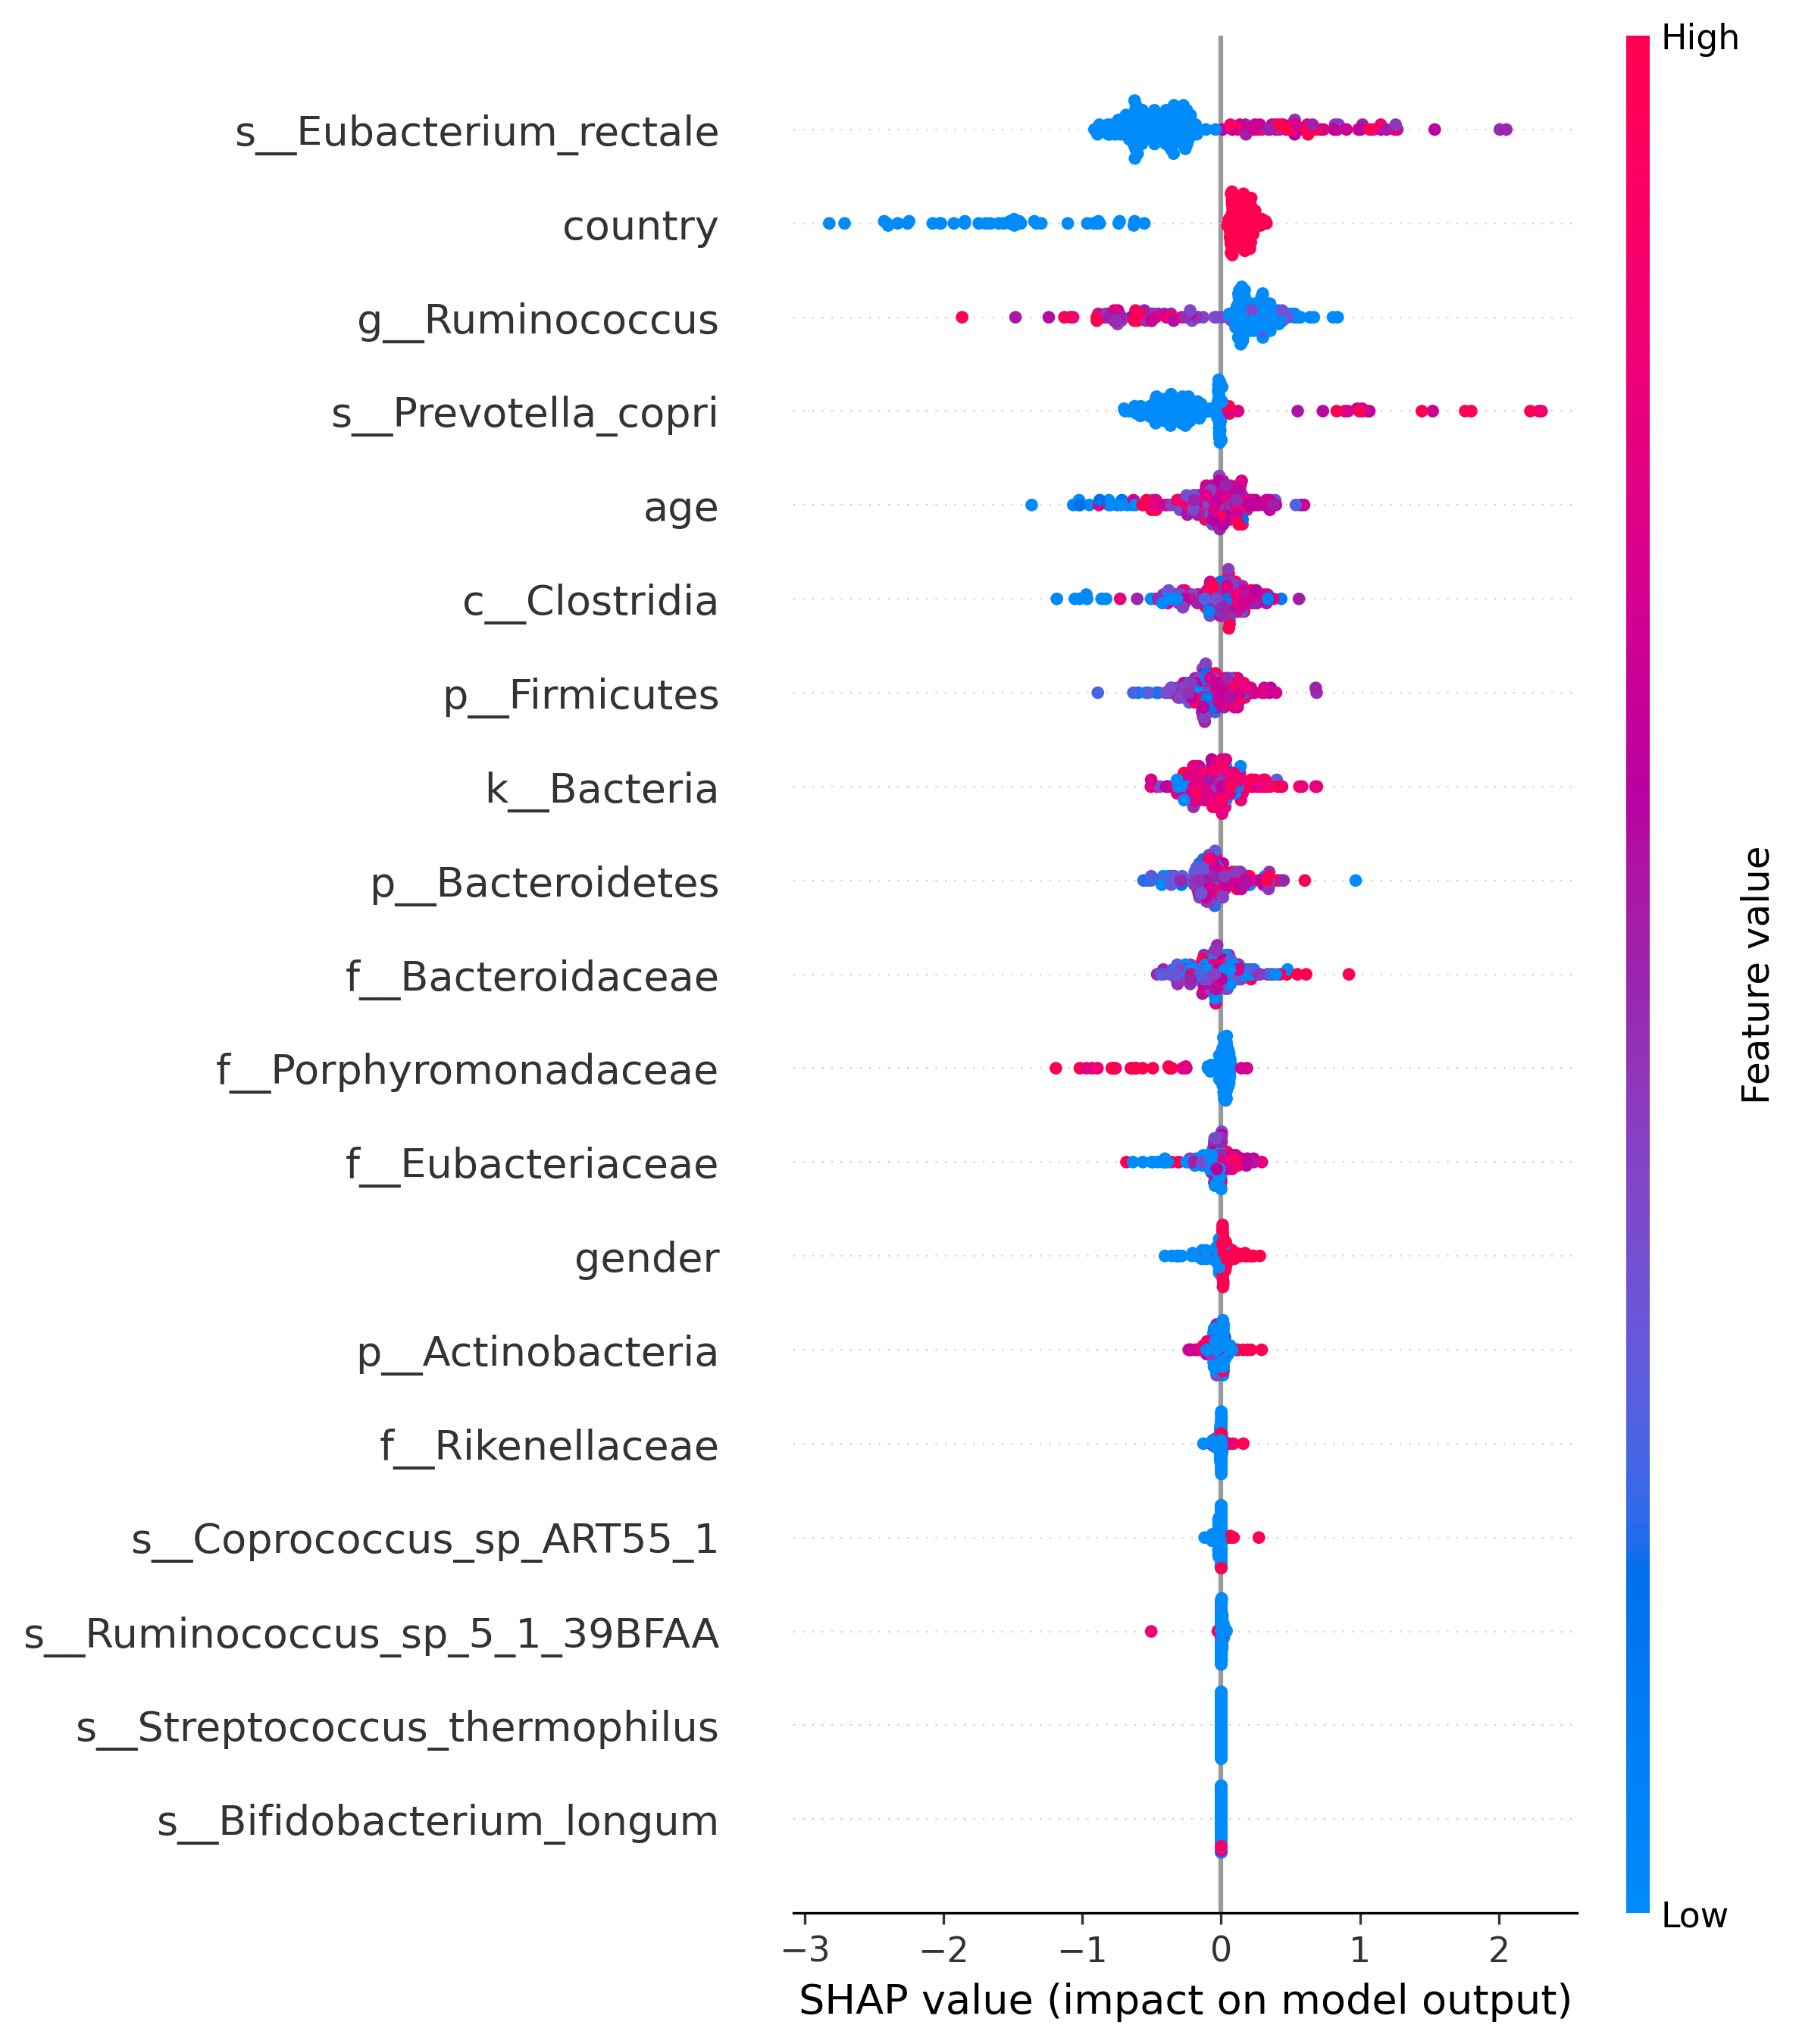 High
s__Eubacterium_rectale
country
g__Ruminococcus
s__Prevotella_copri
age
c__Clostridia
p__Firmicutes
k__Bacteria
p__Bacteroidetes
f__Bacteroidaceae
f__Porphyromonadaceae
f__Eubacteriaceae
gender
p__Actinobacteria
f__Rikenellaceae
s__Coprococcus_sp_ART55_1
s__Ruminococcus_sp_5_1_39BFAA
s__Streptococcus_thermophilus
s__Bifidobacterium_longum
Feature value
Low
−3 −2 −1 0 1 2
SHAP value (impact on model output)